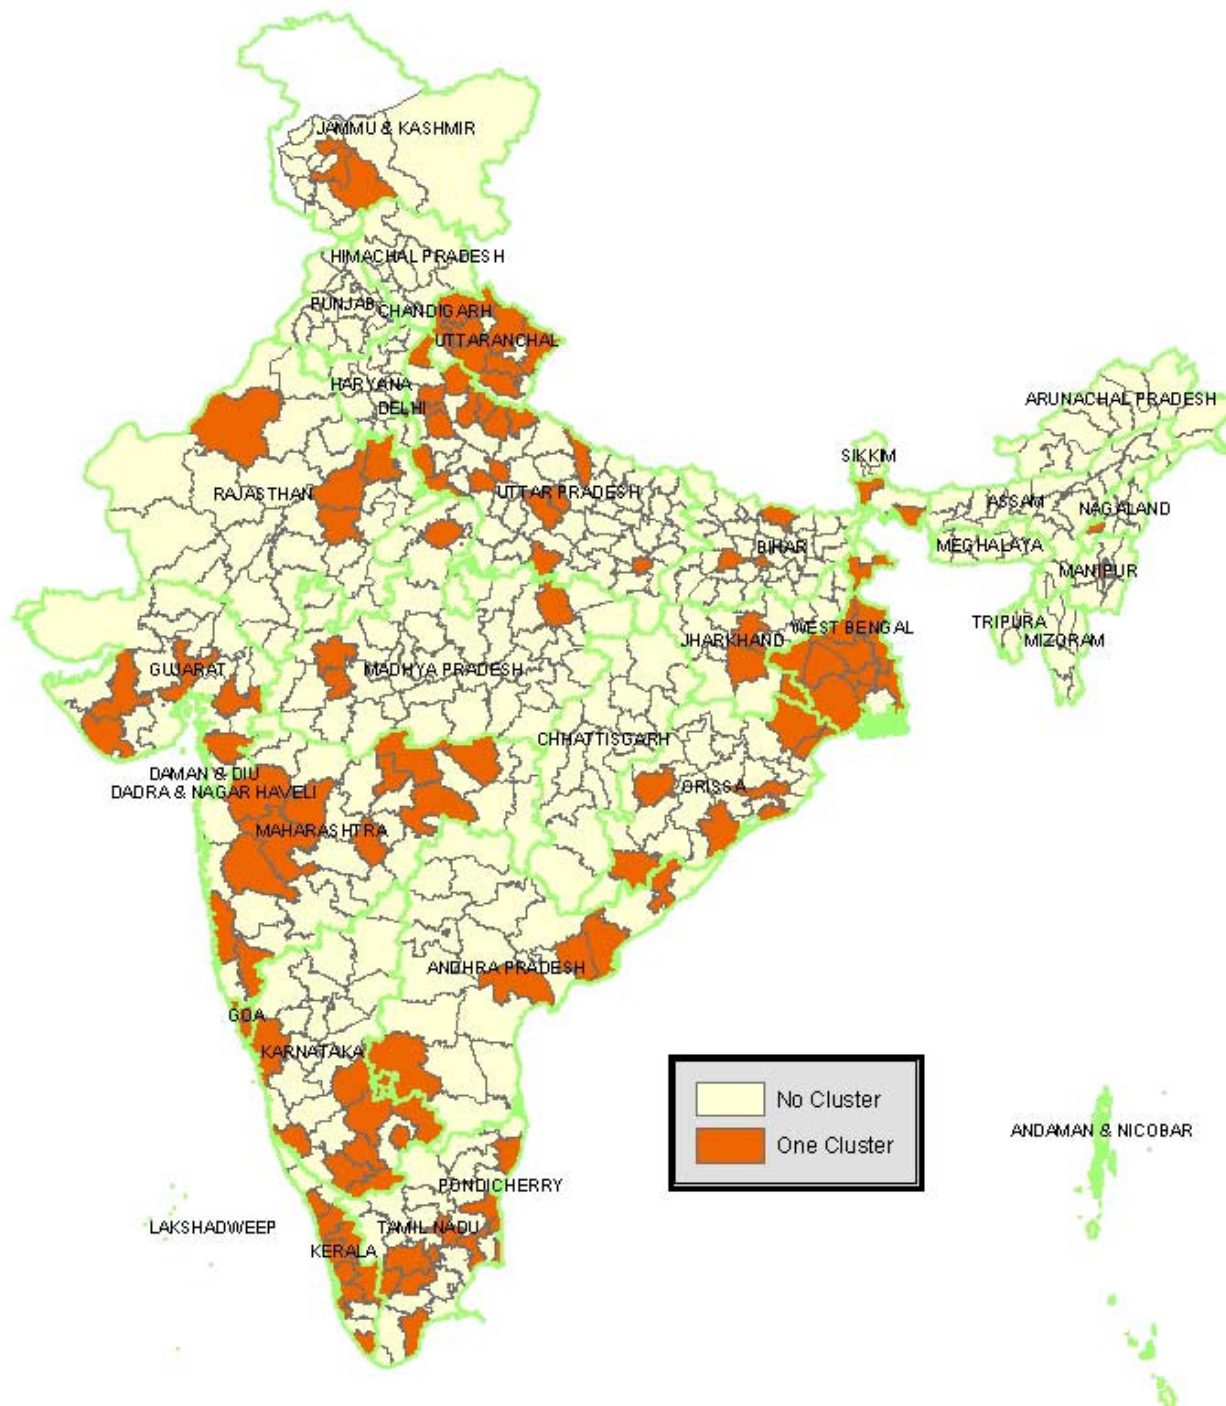 JAMMU & KASHMIR
HIMACHAL PRADESH
PUNJAB
CHANDIGARH
UTTARANCHAL
HARYANA
DELHI
ARUNACHAL PRADESH
SIKKIM
RAJASTHAN
UTTAR PRADESH
ASSAM
NAGALAND
BIHAR
MEGHALAYA
MANIPUR
TRIPURA
MIZORAM
WEST BENGAL
JHARKHAND
GUJARAT
MADHYA PRADESH
CHHATTISGARH
DAMAN & DIU
DADRA & NAGAR HAVELI
ORISSA
MAHARASHTRA
ANDHRA PRADESH
GOA
KARNATAKA
No Cluster
One Cluster
ANDAMAN & NICOBAR
PONDICHERRY
LAKSHADWEEP
TAMIL NADU
KERALA